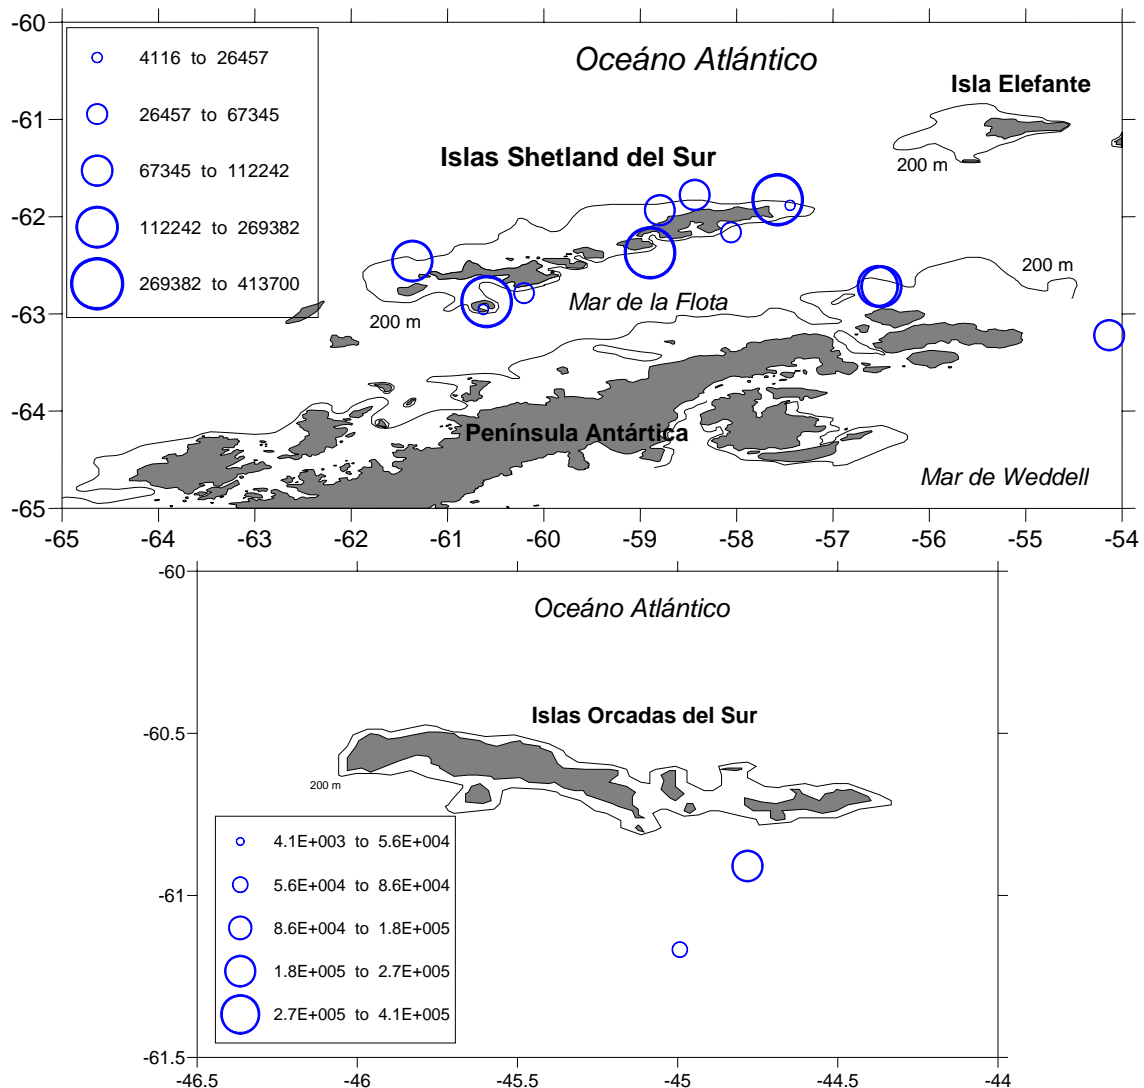 -60
Oceáno Atlántico
4116 to 26457
Isla Elefante
26457 to 67345
-61
Islas Shetland del Sur
200 m
67345 to 112242
-62
112242 to 269382
200 m
269382 to 413700
Mar de la Flota
-63
200 m
-64
Península Antártica
Mar de Weddell
-65
-65 -64 -63 -62 -61 -60 -59 -58 -57 -56 -55 -54
-60
Oceáno Atlántico
Islas Orcadas del Sur
-60.5
200 m
4.1E+003 to 5.6E+004
5.6E+004 to 8.6E+004
-61
8.6E+004 to 1.8E+005
1.8E+005 to 2.7E+005
2.7E+005 to 4.1E+005
-61.5
-46.5 -46 -45.5 -45 -44.5 -44